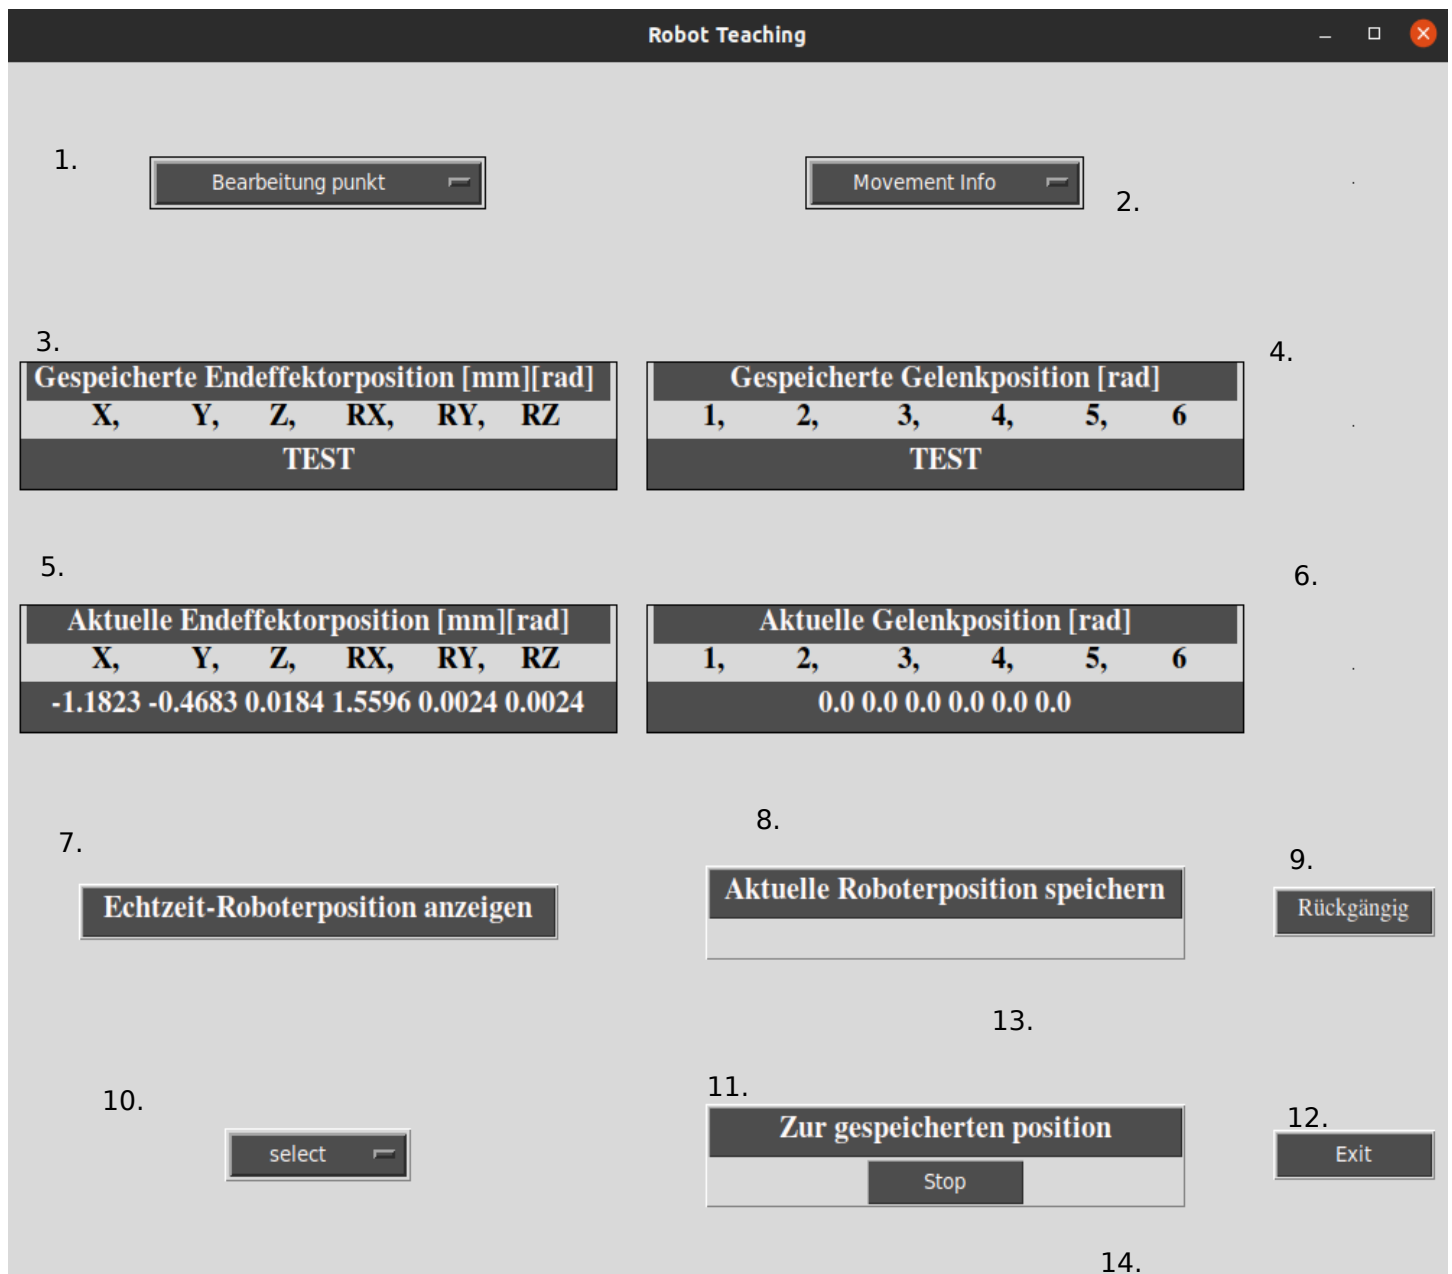 Robot Teaching
1.
Bearbeitung punkt
Movement Info
2.
3.
4.
Gespeicherte Endeffektorposition [mm][rad]
X, Y, Z, RX, RY, RZ
TEST
Gespeicherte Gelenkposition [rad]
1, 2, 3, 4, 5, 6
TEST
5.
6.
Aktuelle Endeffektorposition [mm][rad]
X, Y, Z, RX, RY, RZ
-1.1823 -0.4683 0.0184 1.5596 0.0024 0.0024
Aktuelle Gelenkposition [rad]
1, 2, 3, 4, 5, 6
0.0 0.0 0.0 0.0 0.0 0.0
7.
Echtzeit-Roboterposition anzeigen
8.
Aktuelle Roboterposition speichern
9.
Rückgängig
13.
10.
select
11.
Zur gespeicherten position
Stop
12.
Exit
14.